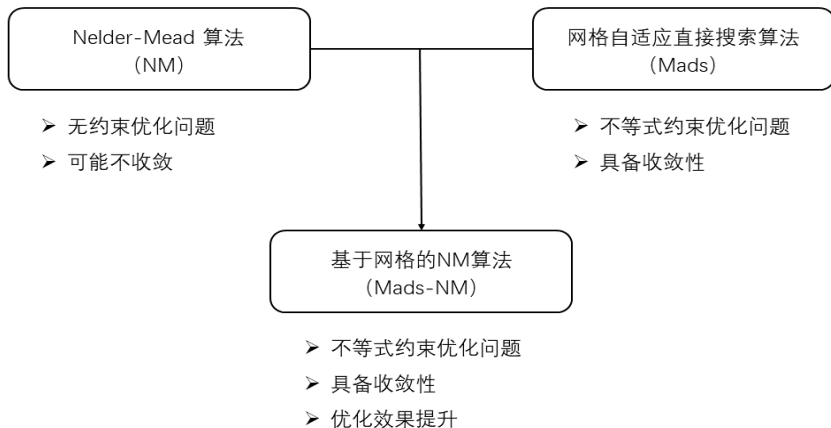 Nelder-Mead 算法
（NM）
网格自适应直接搜索算法
（Mads）
➢ 无约束优化问题
➢ 可能不收敛
➢ 不等式约束优化问题
➢ 具备收敛性
基于网格的NM算法
（Mads-NM）
➢ 不等式约束优化问题
➢ 具备收敛性
➢ 优化效果提升